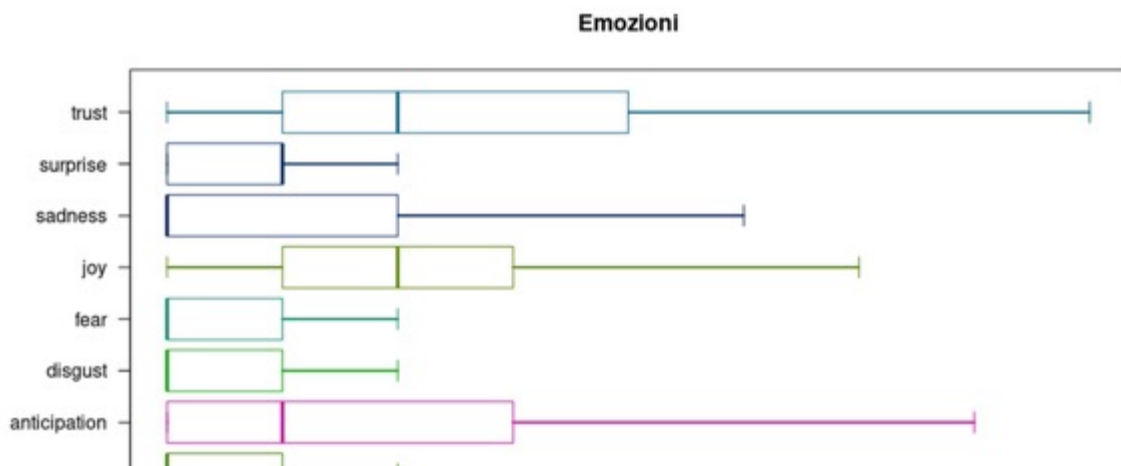 Emozioni
trust
surprise
sadness
joy
fear
disgust
anticipation